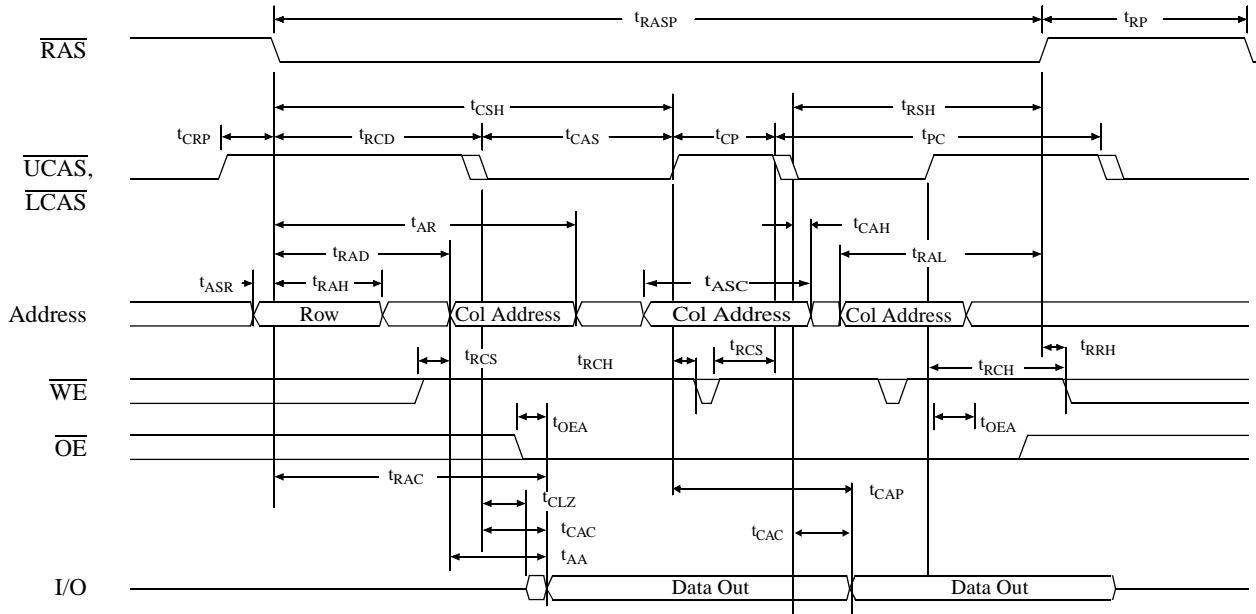 tRASP tRP
RAS
tCSH tRSH
tCRP tRCD tCAS tCP tPC
UCAS,
LCAS
tAR tCAH
tRAD tRAL
tASR tRAH tASC
Address Row Col Address Col Address Col Address
tRCS tRCH tRCS tRRH
tRCH
WE
tOEA tOEA
OE
tRAC
tCLZ tCAP
tCAC tCAC
tAA
I/O Data Out Data Out